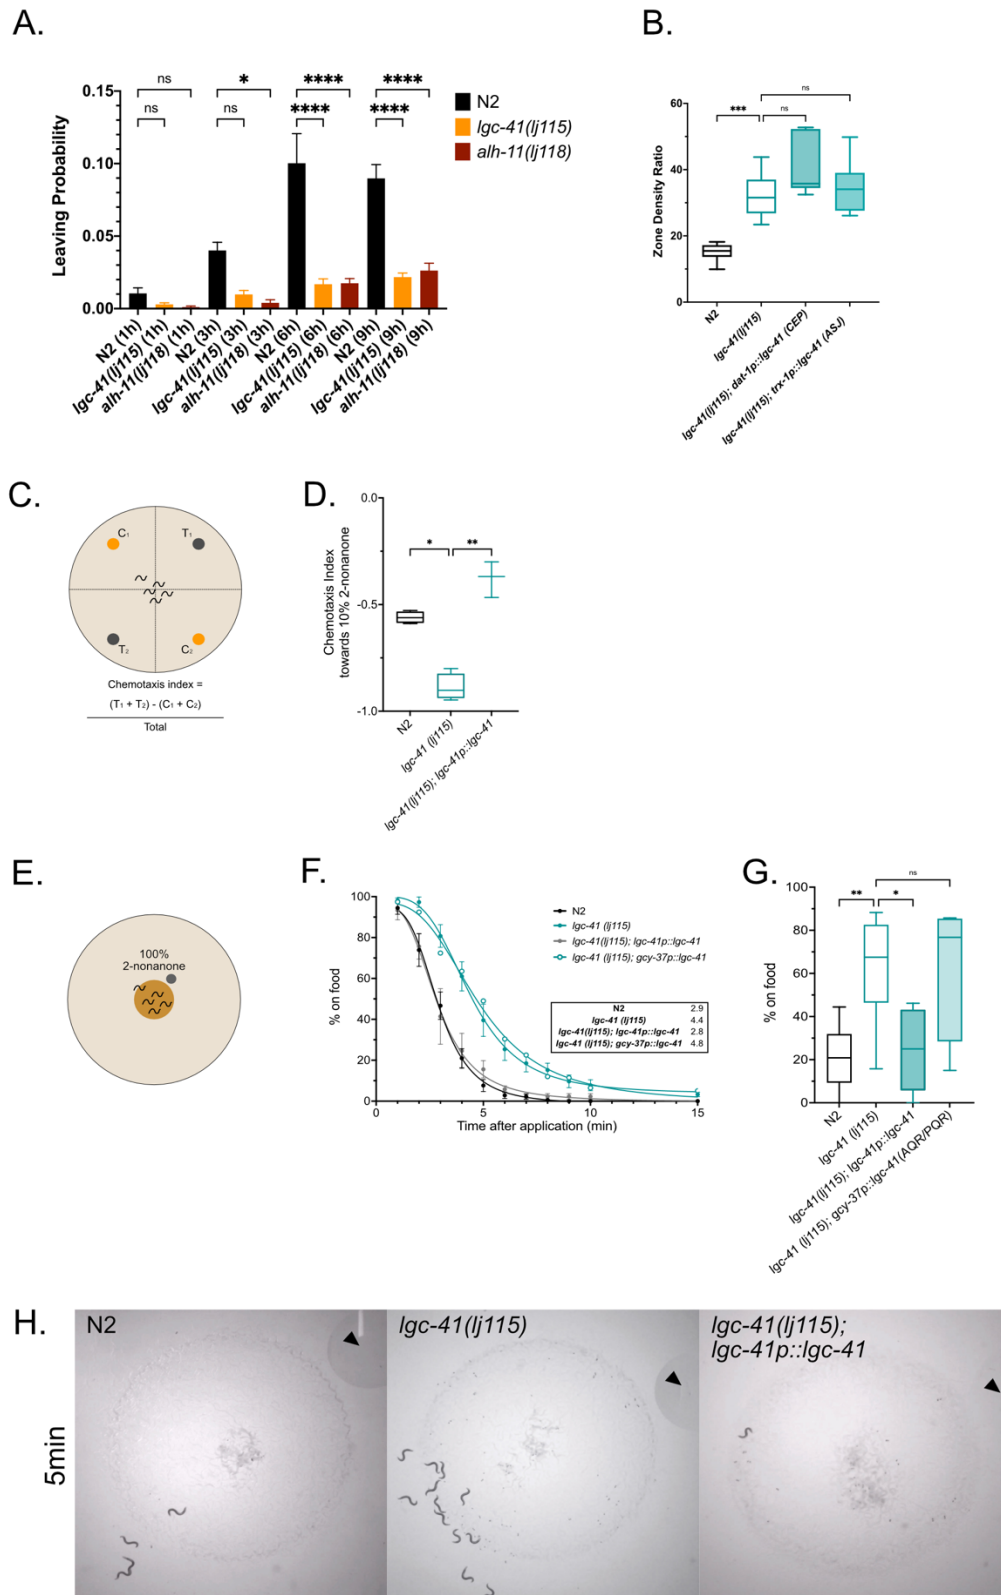 A.
ns
*
****
****
ns
ns
****
****
0.15
0.10
0.05
0.00
Leaving Probability
N2
lgc-41(lj115)
alh-11(lj118)
N2 (1h)
lgc-41(lj115) (1h)
alh-11(lj118) (1h)
N2 (3h)
lgc-41(lj115) (3h)
alh-11(lj118) (3h)
N2 (6h)
lgc-41(lj115) (6h)
alh-11(lj118) (6h)
N2 (9h)
lgc-41(lj115) (9h)
alh-11(lj118) (9h)
B.
ns
***
ns
60
40
20
0
Zone Density Ratio
N2
lgc-41(lj115)
lgc-41(lj115); dat-1p::lgc-41 (CEP)
lgc-41(lj115); trx-1p::lgc-41 (ASJ)
C.
C1
T1
T2
C2
Chemotaxis index =
(T1 + T2) - (C1 + C2)
Total
D.
0.0
-0.5
-1.0
Chemotaxis Index
towards 10% 2-nonanone
*
**
N2
lgc-41 (lj115)
lgc-41(lj115); lgc-41p::lgc-41
E.
100%
2-nonanone
F.
100
80
60
40
20
0
% on food
0
5
10
15
Time after application (min)
N2
lgc-41 (lj115)
lgc-41(lj115); lgc-41p::lgc-41
lgc-41 (lj115); gcy-37p::lgc-41
N2 2.9
lgc-41 (lj115) 4.4
lgc-41(lj115); lgc-41p::lgc-41 2.8
lgc-41 (lj115); gcy-37p::lgc-41 4.8
G.
ns
**
*
100
80
60
40
20
0
% on food
N2
lgc-41 (lj115)
lgc-41(lj115); lgc-41p::lgc-41
lgc-41 (lj115); gcy-37p::lgc-41(AQR/PQR)
H.
N2
lgc-41(lj115)
lgc-41(lj115);
lgc-41p::lgc-41
5min